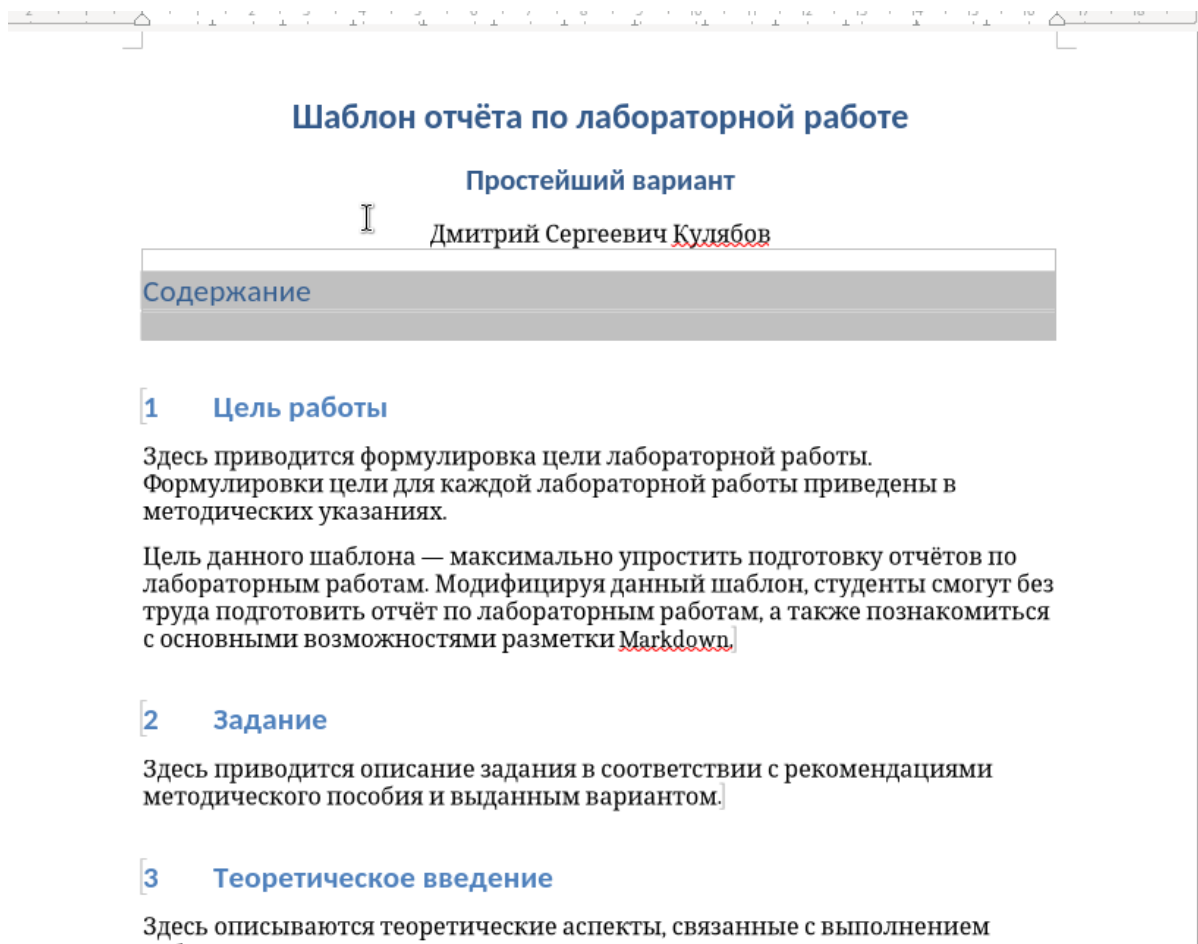 Шаблон отчёта по лабораторной работе
Простейший вариант
Дмитрий Сергеевич Кулябов
Содержание
1 Цель работы
Здесь приводится формулировка цели лабораторной работы.
Формулировки цели для каждой лабораторной работы приведены в
методических указаниях.
Цель данного шаблона — максимально упростить подготовку отчётов по
лабораторным работам. Модифицируя данный шаблон, студенты смогут без
труда подготовить отчёт по лабораторным работам, а также познакомиться
с основными возможностями разметки Markdown.
2 Задание
Здесь приводится описание задания в соответствии с рекомендациями
методического пособия и выданным вариантом.
3 Теоретическое введение
Здесь описываются теоретические аспекты, связанные с выполнением